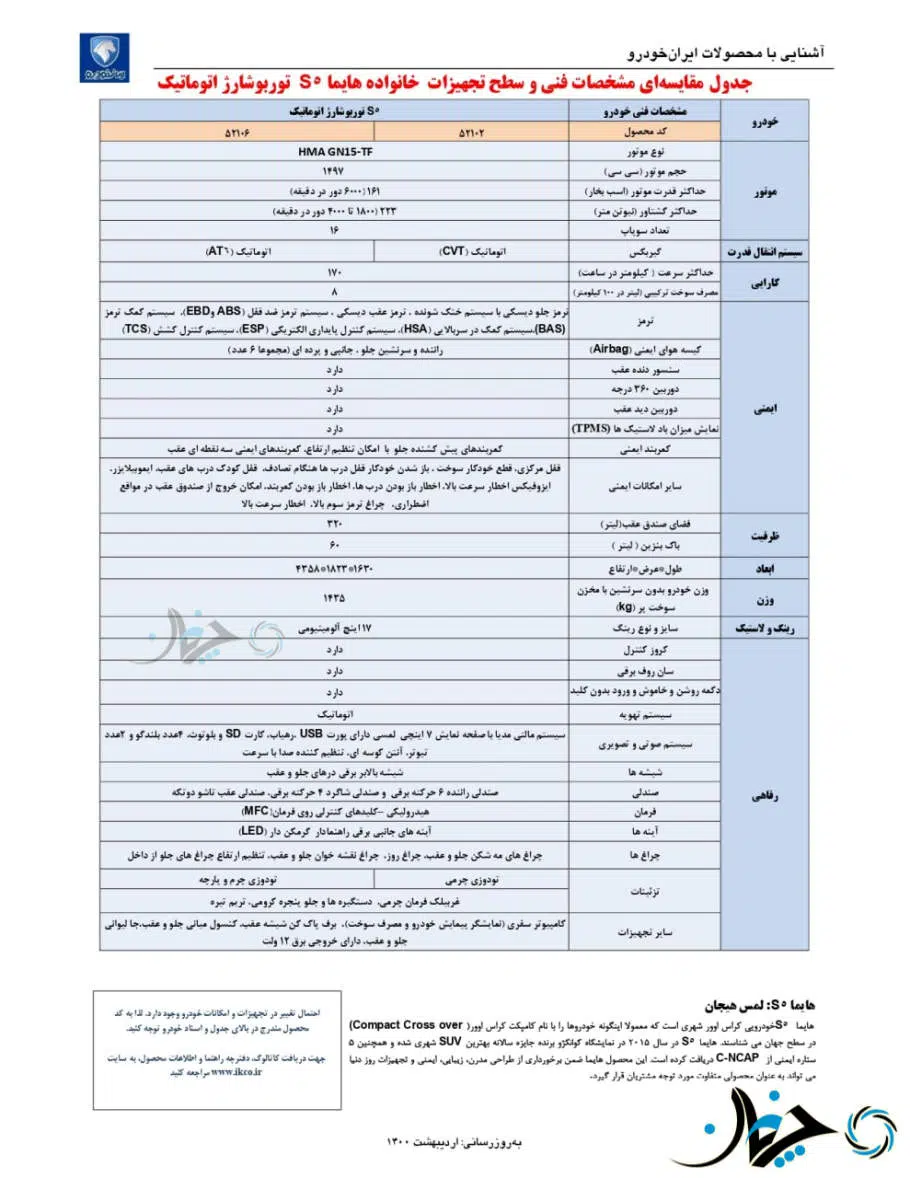 آشنایی با محصولات ایران‌خودرو
جدول مقایسه‌ای مشخصات فنی و سطح تجهیزات خانواده هایما S۵ توربوشارژ اتوماتیک
خودرو مشخصات فنی خودرو S۵ توربوشارژ اتوماتیک
کد محصول ۵۲۱۰۲ ۵۲۱۰۶
موتور نوع موتور HMA GN15-TF
حجم موتور (سی سی) ۱۴۹۷
حداکثر قدرت موتور (اسب بخار) ۱۶۱ (۶۰۰۰ دور در دقیقه)
حداکثر گشتاور (نیوتن متر) ۲۲۳ (۱۸۰۰ تا ۴۰۰۰ دور در دقیقه)
تعداد سوپاپ ۱۶
سیستم انتقال قدرت گیربکس اتوماتیک (CVT) اتوماتیک (AT۶)
کارایی حداکثر سرعت ( کیلومتر در ساعت) ۱۷۰
مصرف سوخت ترکیبی (لیتر در ۱۰۰ کیلومتر) ۸
ایمنی ترمز ترمز جلو دیسکی با سیستم خنک شونده ، ترمز عقب دیسکی ، سیستم ترمز ضد قفل (ABS وEBD)، سیستم کمک ترمز
(BAS)،سیستم کمک در سربالایی (HSA)، سیستم کنترل پایداری الکتریکی (ESP)، سیستم کنترل کشش (TCS)
کیسه هوای ایمنی (Airbag) راننده و سرنشین جلو ، جانبی و پرده ای (مجموعا ۶ عدد)
سنسور دنده عقب دارد
دوربین ۳۶۰ درجه دارد
دوربین دید عقب دارد
نمایش میزان باد لاستیک ها (TPMS) دارد
کمربند ایمنی کمربندهای پیش کشنده جلو با امکان تنظیم ارتفاع، کمربندهای ایمنی سه نقطه ای عقب
سایر امکانات ایمنی قفل مرکزی، قطع خودکار سوخت ، باز شدن خودکار قفل درب ها هنگام تصادف، قفل کودک درب های عقب، ایموبیلایزر،
ایزوفیکس اخطار سرعت بالا، اخطار باز بودن درب ها، اخطار باز بودن کمربند، امکان خروج از صندوق عقب در مواقع
اضطراری، چراغ ترمز سوم بالا، اخطار سرعت بالا
ظرفیت فضای صندق عقب(لیتر) ۳۲۰
باک بنزین ( لیتر ) ۶۰
ابعاد طول*عرض*ارتفاع ۴۳۵۸*۱۸۲۳*۱۶۳۰
وزن وزن خودرو بدون سرنشین با مخزن
سوخت پر (kg) ۱۴۳۵
رینگ و لاستیک سایز و نوع رینگ ۱۷ اینچ آلومینیومی
رفاهی کروز کنترل دارد
سان روف برقی دارد
دکمه روشن و خاموش و ورود بدون کلید دارد
سیستم تهویه اتوماتیک
سیستم صوتی و تصویری سیستم مالتی مدیا با صفحه نمایش ۷ اینچی لمسی دارای پورت USB ،رهیاب، کارت SD و بلوتوث، ۴عدد بلندگو و ۲عدد
تیوتر، آنتن کوسه ای، تنظیم کننده صدا با سرعت
شیشه ها شیشه بالابر برقی درهای جلو و عقب
صندلی صندلی راننده ۶ حرکته برقی و صندلی شاگرد ۴ حرکته برقی، صندلی عقب تاشو دوتکه
فرمان هیدرولیکی –کلیدهای کنترلی روی فرمان(MFC)
آینه ها آینه های جانبی برقی راهنمادار گرمکن دار (LED)
چراغ ها چراغ های مه شکن جلو و عقب، چراغ روز، چراغ نقشه خوان جلو و عقب، تنظیم ارتفاع چراغ های جلو از داخل
تزئینات تودوزی چرمی تودوزی چرم و پارچه
غربیلک فرمان چرمی، دستگیره ها و جلو پنجره کرومی، تریم تیره
سایر تجهیزات کامپیوتر سفری (نمایشگر پیمایش خودرو و مصرف سوخت)، برف پاک کن شیشه عقب، کنسول میانی جلو و عقب،جا لیوانی
جلو و عقب، دارای خروجی برق ۱۲ ولت
هایما S۵: لمس هیجان
هایما S۵خودرویی کراس اوور شهری است که معمولا اینگونه خودروها را با نام کامپکت کراس اوور( Compact Cross over)
در سطح جهان می شناسند. هایما S۵ در سال ۲۰۱۵ در نمایشگاه گوانگژو برنده جایزه سالانه بهترین SUV شهری شده و همچنین ۵
ستاره ایمنی از C-NCAP دریافت کرده است. این محصول هایما ضمن برخورداری از طراحی مدرن، زیبایی، ایمنی و تجهیزات روز دنیا
می تواند به عنوان محصولی متفاوت مورد توجه مشتریان قرار گیرد.
احتمال تغییر در تجهیزات و امکانات خودرو وجود دارد، لذا به کد
محصول مندرج در بالای جدول و اسناد خودرو توجه کنید.
جهت دریافت کاتالوگ، دفترچه راهنما و اطلاعات محصول، به سایت
www.ikco.ir مراجعه کنید
به‌روزرسانی: اردیبهشت ۱۴۰۰